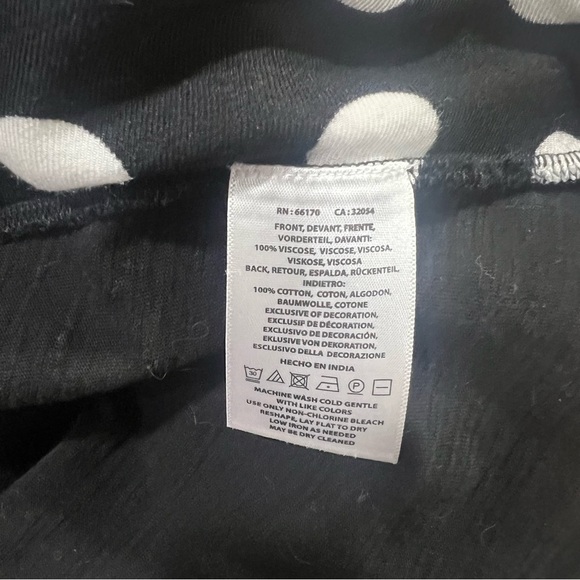 RN : 66170 CA : 32054
FRONT, DEVANT, FRENTE,
VORDERTEIL, DAVANTI:
100% VISCOSE, VISCOSE, VISCOSA,
VISKOSE, VISCOSA
BACK, RETOUR, ESPALDA, RÜCKENTEIL,
INDIETRO:
100% COTTON, COTON, ALGODON,
BAUMWOLLE, COTONE
EXCLUSIVE OF DECORATION,
EXCLUSIF DE DÉCORATION,
EXCLUSIVO DE DECORACIÓN,
EKLUSIVE VON DEKORATION,
ESCLUSIVO DELLA DECORAZIONE
HECHO EN INDIA
30 P
MACHINE WASH COLD GENTLE
WITH LIKE COLORS
USE ONLY NON-CHLORINE BLEACH
RESHAPE, LAY FLAT TO DRY
LOW IRON AS NEEDED
MAY BE DRY CLEANED